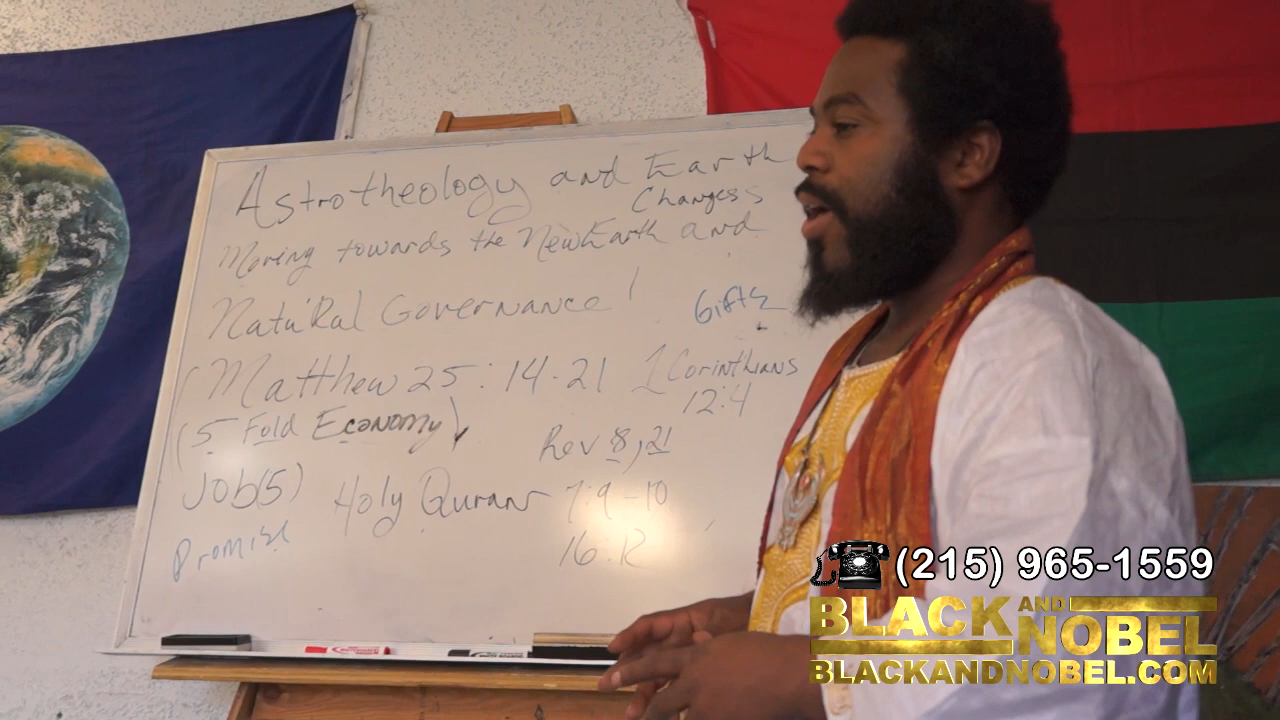 Astrotheology and Earth
Changes
Moving towards the New Earth and
NatuRal Governance!
Gifts
(Matthew 25:14-21
1 Corinthians
12:4
(5 Fold Economy)
Rev 8,21
Job(5)
Holy Quran 7:9-10
16:12
Promise
(215) 965-1559
BLACK AND NOBEL
BLACKANDNOBEL.COM